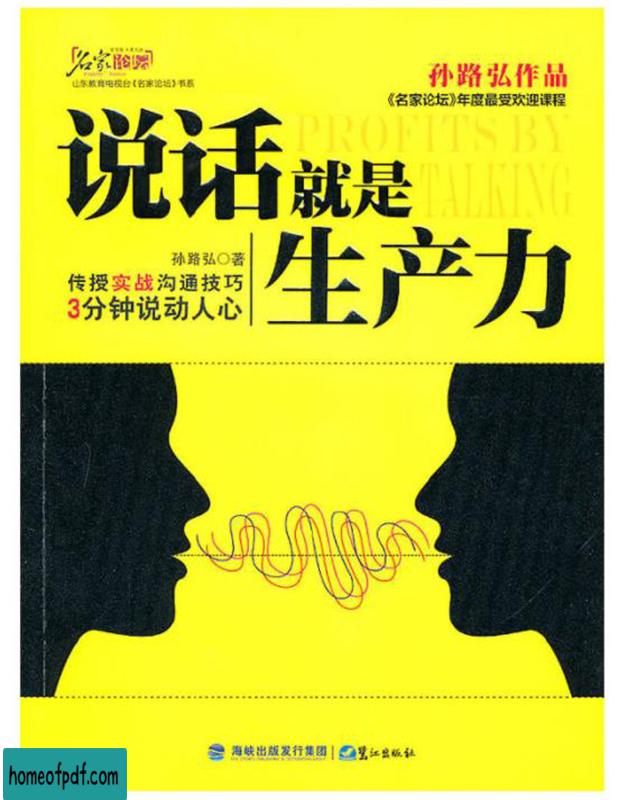 名家论坛
山东教育电视台《名家论坛》书系
孙路弘作品
《名家论坛》年度最受欢迎课程
PROFITS BY
TALKING
说话就是
生产力
孙路弘◎著
传授实战沟通技巧
3分钟说动人心
海峡出版发行集团
鹭江出版社
homeofpdf.com